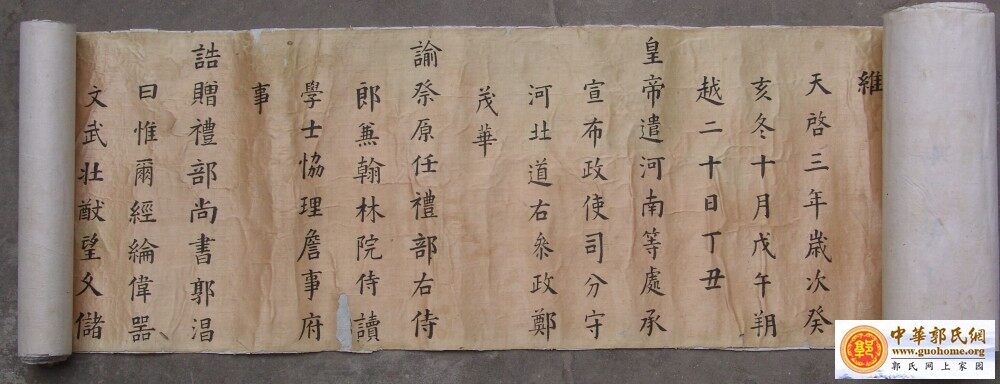 維
天啓三年歲次癸
亥冬十月戊午朔
越二十日丁丑
皇帝遣河南等處承
宣布政使司分守
河北道右叅政鄭
茂華
諭祭原任禮部右侍
郎蒹翰林院侍讀
學士恊理詹事府
事
誥贈禮部尚書郭淐
曰惟爾經綸偉噐
文武壯猷望久儲
中華郭氏網
www.guohome.org
郭氏网上家园